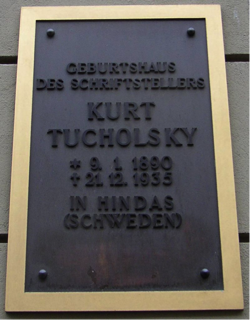 GEBURTSHAUS
DES SCHRIFTSTELLERS
KURT
TUCHOLSKY
* 9. 1. 1890
† 21. 12. 1935
IN HINDAS
(SCHWEDEN)